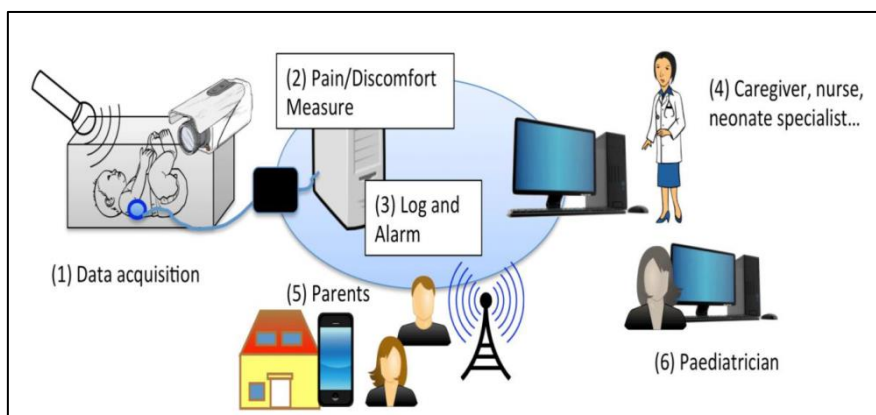 (2) Pain/Discomfort
Measure
(4) Caregiver, nurse,
neonate specialist…
(3) Log and
Alarm
(1) Data acquisition
(5) Parents
(6) Paediatrician